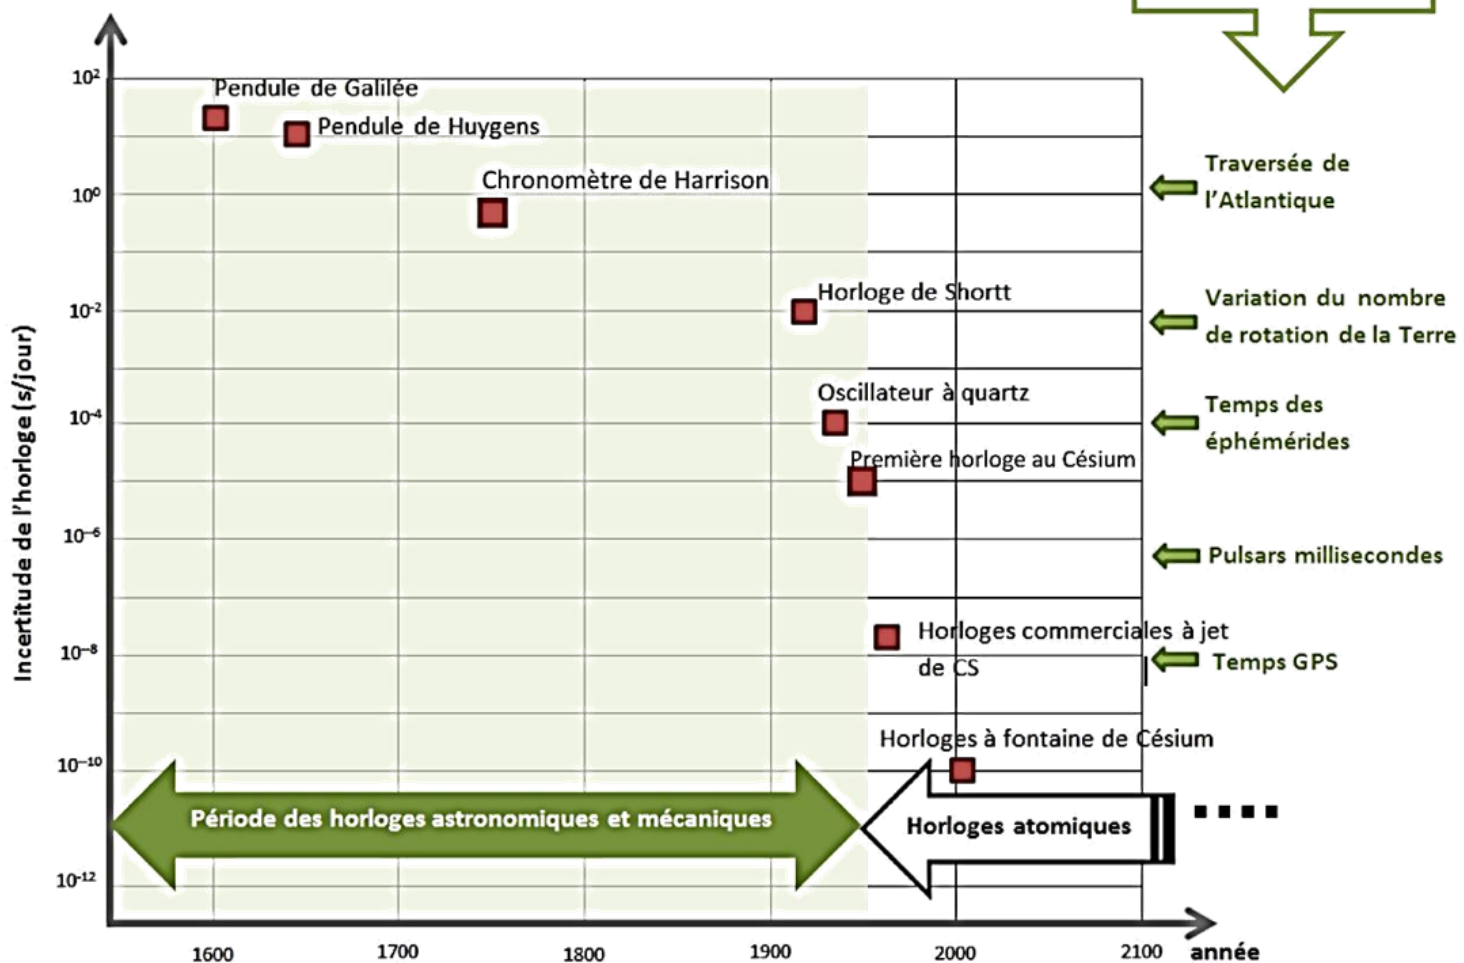 10²
Pendule de Galilée
Pendule de Huygens
Traversée de
l'Atlantique
Chronomètre de Harrison
10⁰
Horloge de Shortt
Variation du nombre
de rotation de la Terre
10⁻²
Oscillateur à quartz
Temps des
éphémérides
10⁻⁴
Première horloge au Césium
10⁻⁶
Pulsars millisecondes
Horloges commerciales à jet
de CS
10⁻⁸
Temps GPS
Horloges à fontaine de Césium
10⁻¹⁰
Période des horloges astronomiques et mécaniques
Horloges atomiques
10⁻¹²
Incertitude de l'horloge (s/jour)
1600 1700 1800 1900 2000 2100 année